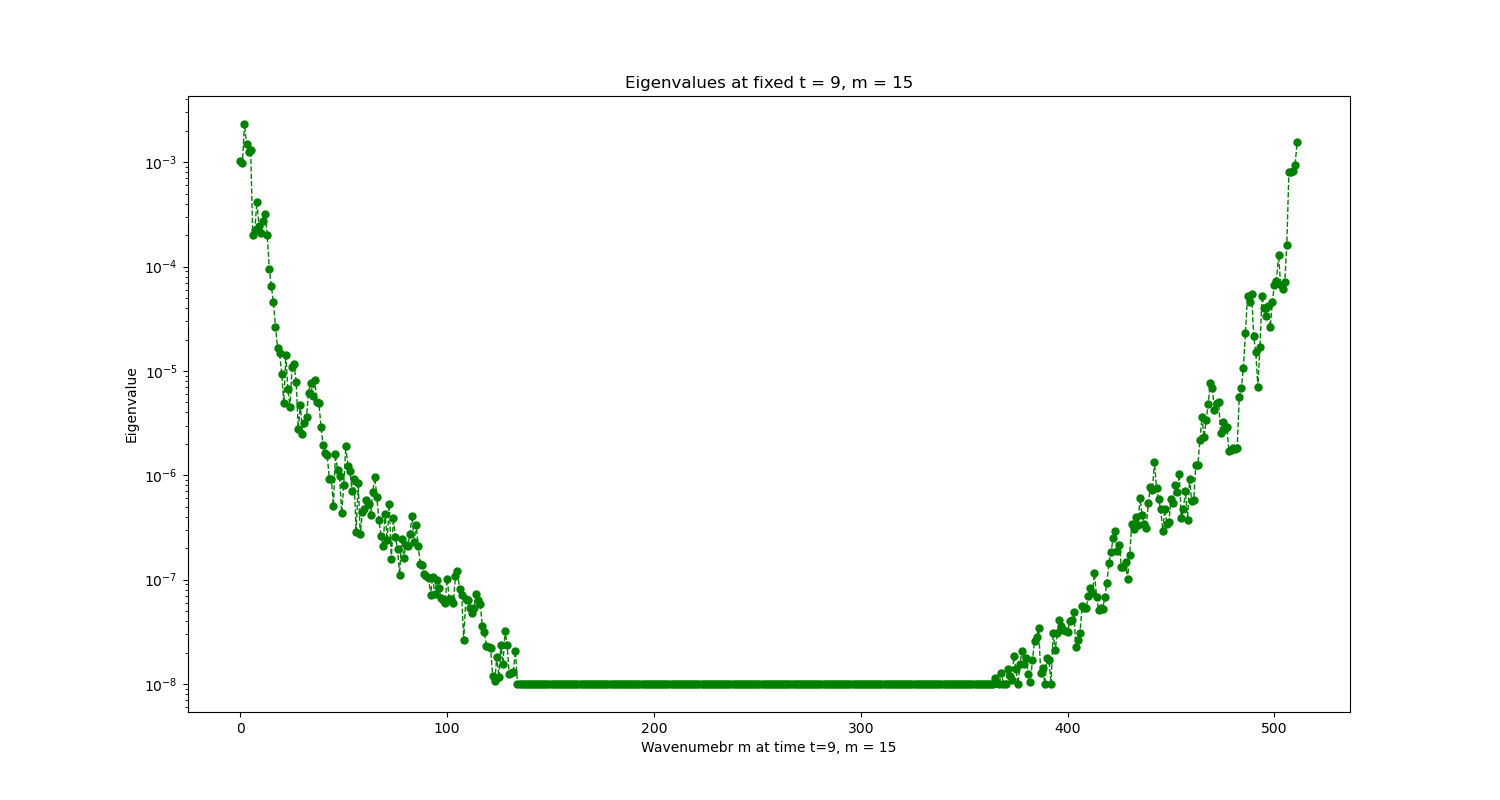 Eigenvalues at fixed t = 9, m = 15
Eigenvalue
10⁻³
10⁻⁴
10⁻⁵
10⁻⁶
10⁻⁷
10⁻⁸
0 100 200 300 400 500
Wavenumebr m at time t=9, m = 15